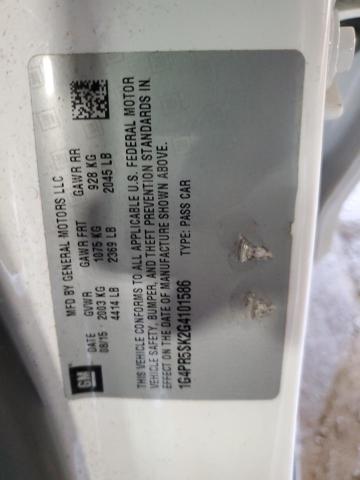 GM
MFD BY GENERAL MOTORS LLC
DATE GVWR GAWR FRT GAWR RR
08/15 2003 KG 1075 KG 928 KG
4414 LB 2369 LB 2045 LB
THIS VEHICLE CONFORMS TO ALL APPLICABLE U.S. FEDERAL MOTOR
VEHICLE SAFETY, BUMPER, AND THEFT PREVENTION STANDARDS IN
EFFECT ON THE DATE OF MANUFACTURE SHOWN ABOVE.
1G4PR5SK2G4101586 TYPE: PASS CAR